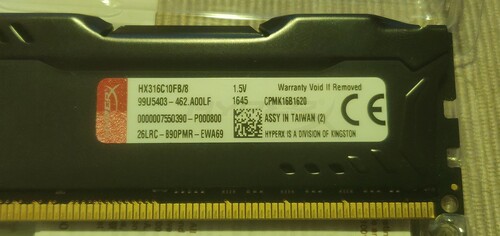 HYPERX
HX316C10FB/8 1.5V Warranty Void If Removed
99U5403-462.A00LF 1645 CPMK16B1620
0000007550390-P000800 ASSY IN TAIWAN (2)
26LRC-890PMR-EWA69 HYPERX IS A DIVISION OF KINGSTON
CE